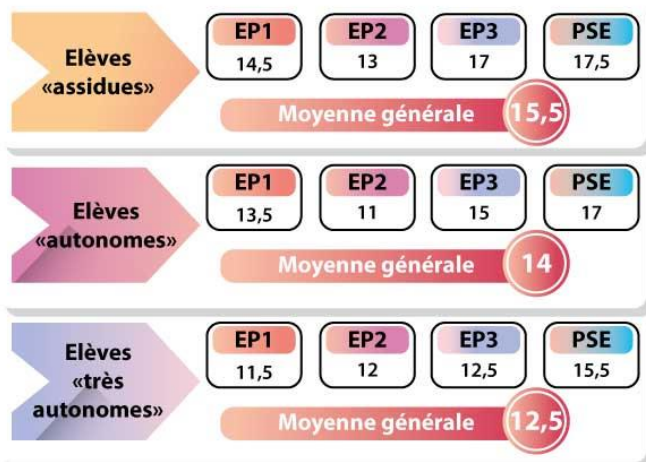 Elèves
«assidues»
EP1 EP2 EP3 PSE
14,5 13 17 17,5
Moyenne générale 15,5
Elèves
«autonomes»
EP1 EP2 EP3 PSE
13,5 11 15 17
Moyenne générale 14
Elèves
«très
autonomes»
EP1 EP2 EP3 PSE
11,5 12 12,5 15,5
Moyenne générale 12,5